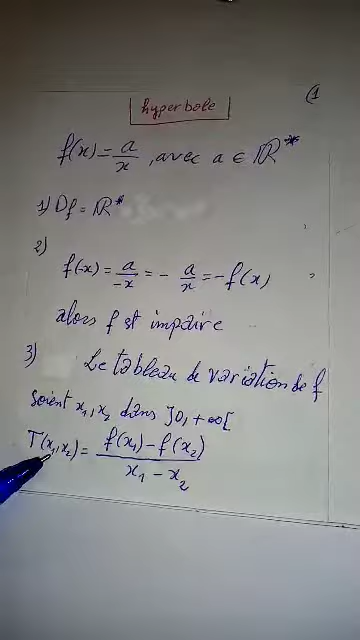 (1
hyperbole
f(x) = a/x , avec a ∈ ℝ*
1) Df = ℝ*
2)
f(-x) = a/-x = - a/x = - f(x)
alors f est impaire
3) Le tableau de variation de f
soient x₁, x₂ dans ]0, +∞[
T(x₁, x₂) = f(x₁) - f(x₂) / x₁ - x₂